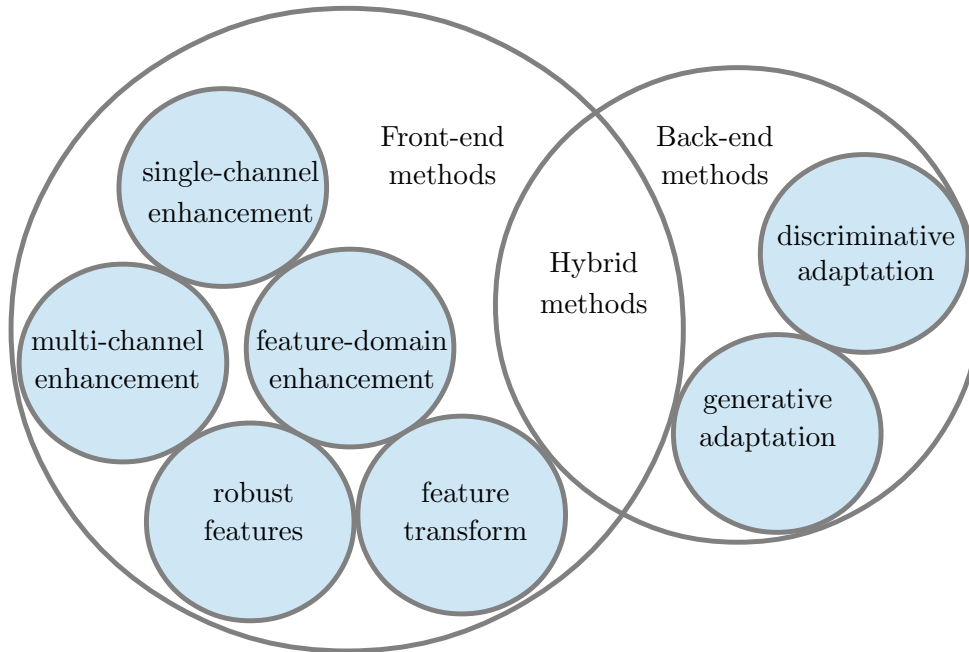 Front-end
methods
Back-end
methods
Hybrid
methods
single-channel
enhancement
multi-channel
enhancement
feature-domain
enhancement
robust
features
feature
transform
discriminative
adaptation
generative
adaptation